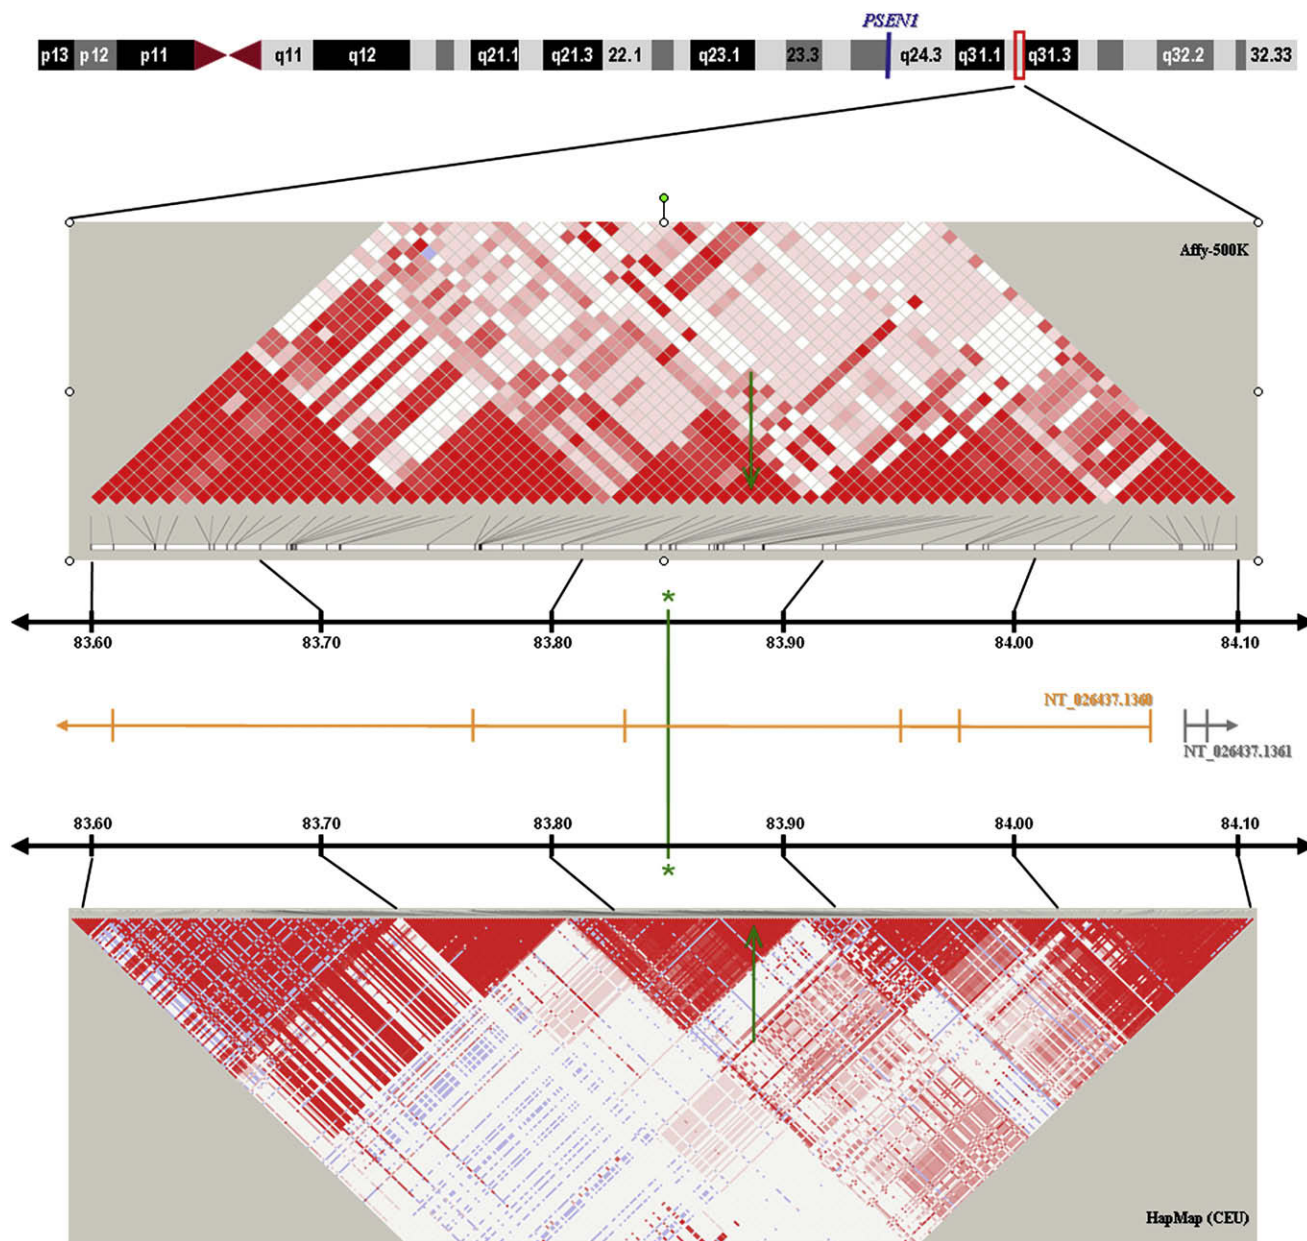 PSEN1
p13 p12 p11 q11 q12 q21.1 q21.3 22.1 q23.1 23.3 q24.3 q31.1 q31.3 q32.2 32.33
Affy-500K
*
83.60 83.70 83.80 83.90 84.00 84.10
NT_026437.1360
NT_026437.1361
83.60 83.70 83.80 83.90 84.00 84.10
*
HapMap (CEU)